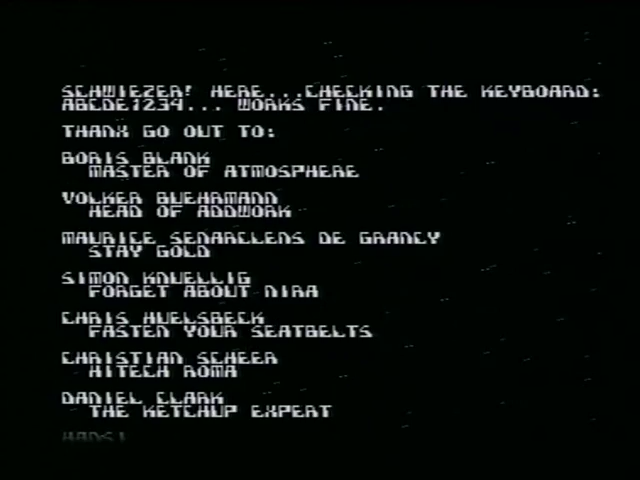 SCHWIEZER! HERE...CHECKING THE KEYBOARD:
ABCDE1234... WORKS FINE.
THANX GO OUT TO:
BORIS BLANK
MASTER OF ATMOSPHERE
VOLKER BUEHRMANN
HEAD OF ADDWORK
MAURICE SENARCLENS DE GRANCY
STAY GOLD
SIMON KNUELLIG
FORGET ABOUT NIRA
CHRIS HUELSBECK
FASTEN YOUR SEATBELTS
CHRISTIAN SCHEER
HITECH ROMA
DANIEL CLARK
THE KETCHUP EXPERT